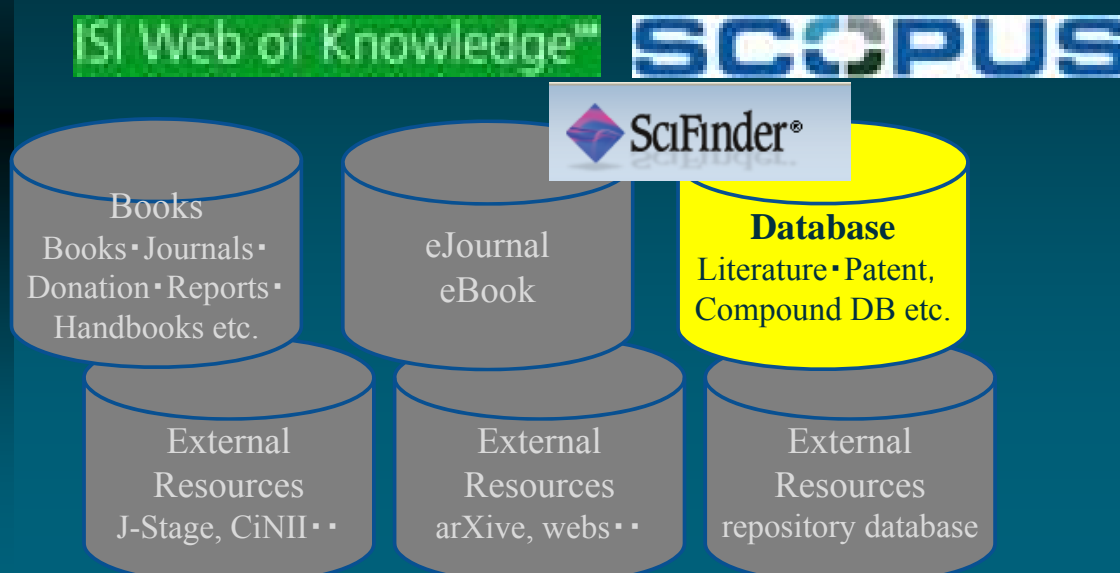 ISI Web of Knowledge℠ SCOPUS
SciFinder®
Books
Books・Journals・
Donation・Reports・
Handbooks etc.
eJournal
eBook
Database
Literature・Patent,
Compound DB etc.
External
Resources
J-Stage, CiNII・・
External
Resources
arXive, webs・・
External
Resources
repository database